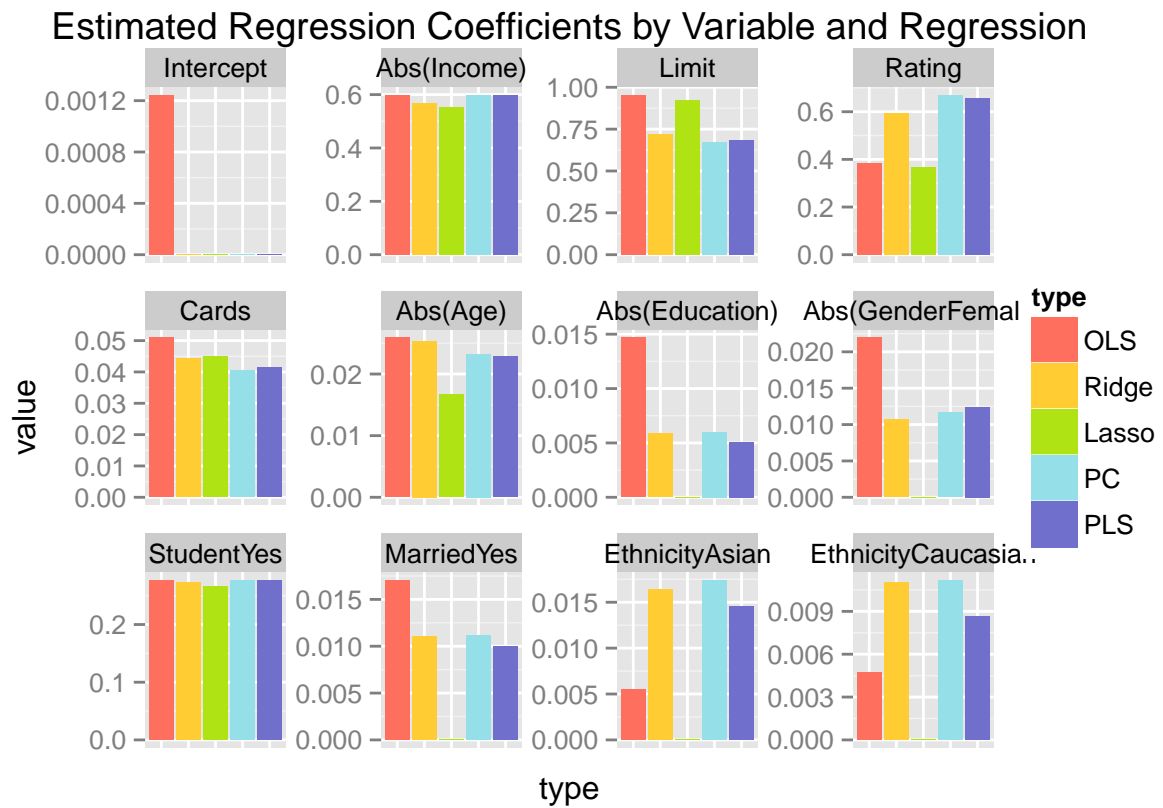 Estimated Regression Coefficients by Variable and Regression
Intercept
Abs(Income)
Limit
Rating
0.0012
0.0008
0.0004
0.0000
0.6
0.4
0.2
0.0
1.00
0.75
0.50
0.25
0.00
0.6
0.4
0.2
0.0
Cards
Abs(Age)
Abs(Education)
Abs(GenderFemal
0.05
0.04
0.03
0.02
0.01
0.00
0.02
0.01
0.00
0.015
0.010
0.005
0.000
0.020
0.015
0.010
0.005
0.000
StudentYes
MarriedYes
EthnicityAsian
EthnicityCaucasian
0.2
0.1
0.0
0.015
0.010
0.005
0.000
0.015
0.010
0.005
0.000
0.009
0.006
0.003
0.000
value
type
type
OLS
Ridge
Lasso
PC
PLS